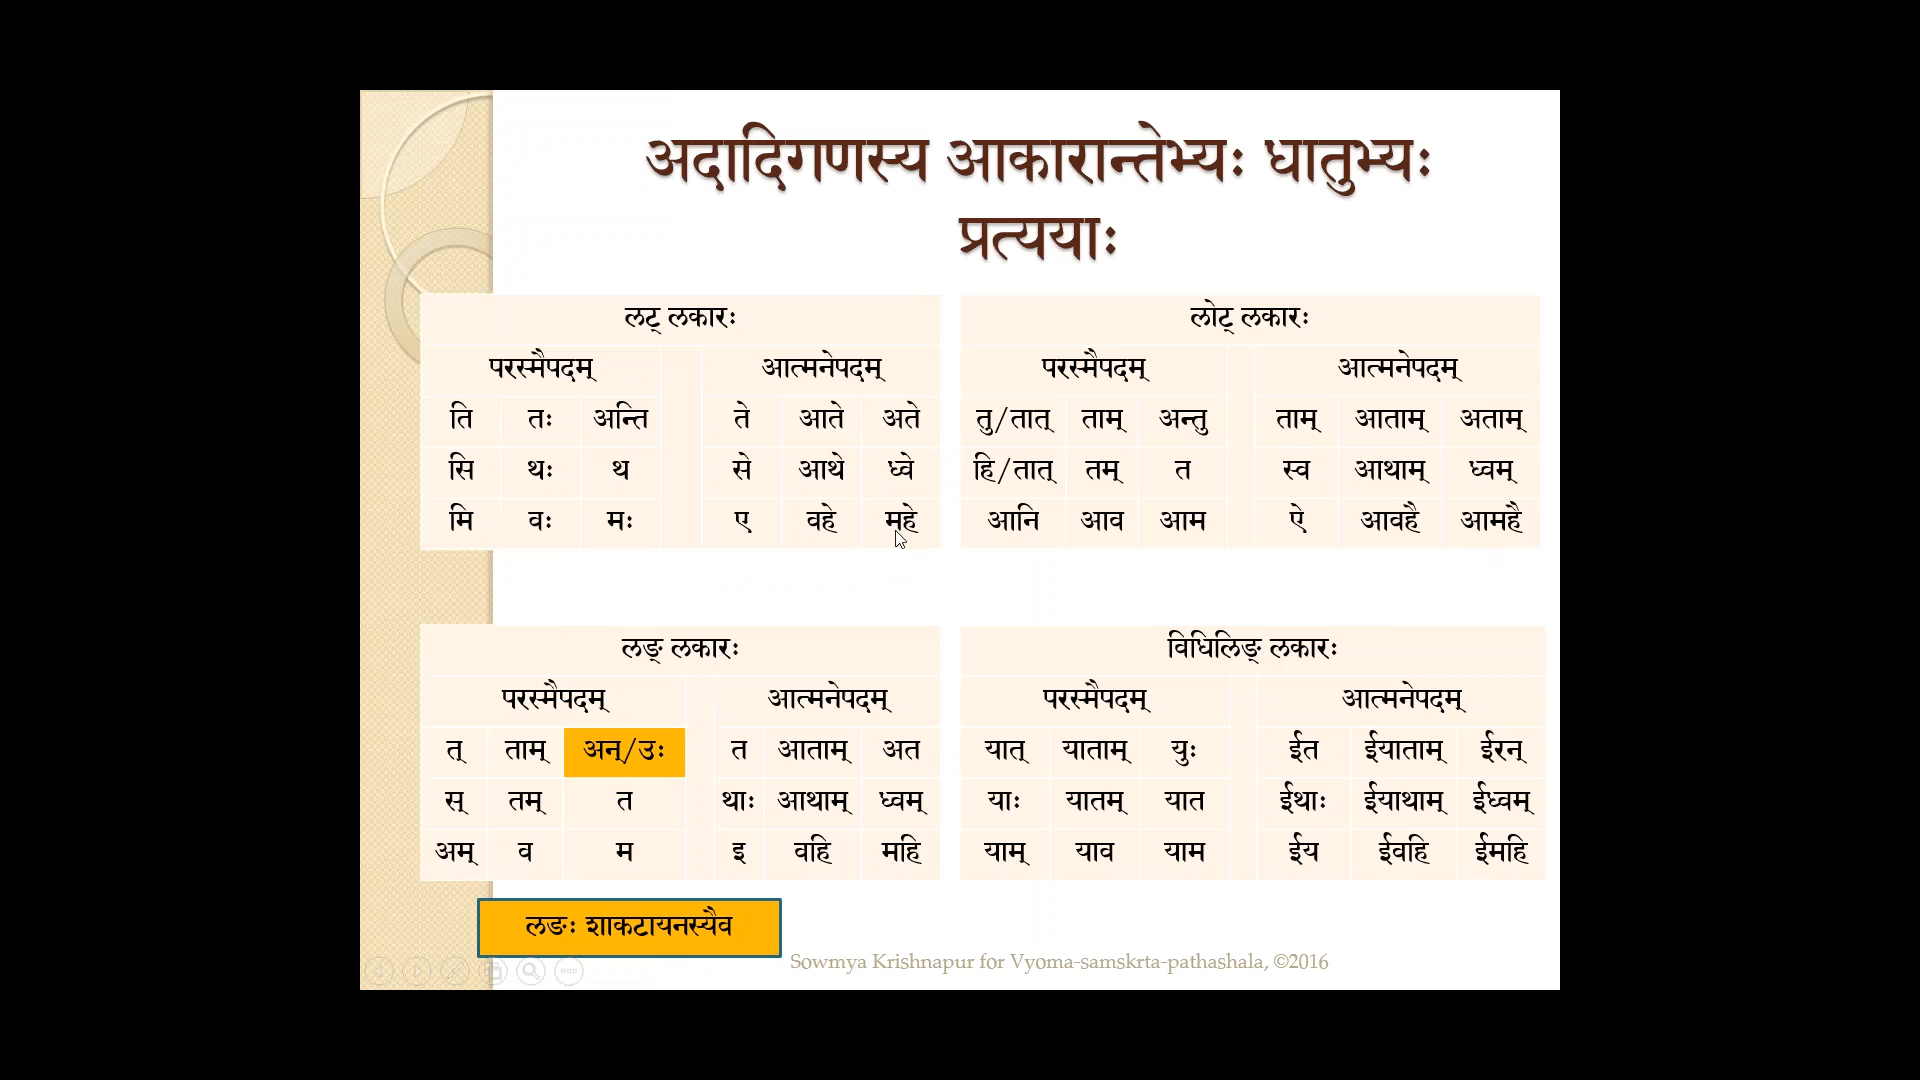 अदादिगणस्य आकारान्तेभ्यः धातुभ्यः
प्रत्ययाः
लट् लकारः
परस्मैपदम् आत्मनेपदम्
ति तः अन्ति ते आते अते
सि थः थ से आथे ध्वे
मि वः मः ए वहे महे
लोट् लकारः
परस्मैपदम् आत्मनेपदम्
तु/तात् ताम् अन्तु ताम् आताम् अताम्
हि/तात् तम् त स्व आथाम् ध्वम्
आनि आव आम ऐ आवहै आमहै
लङ् लकारः
परस्मैपदम् आत्मनेपदम्
त् ताम् अन्/उः त आताम् अत
स् तम् त थाः आथाम् ध्वम्
अम् व म इ वहि महि
विधिलिङ् लकारः
परस्मैपदम् आत्मनेपदम्
यात् याताम् युः ईत ईयाताम् ईरन्
याः यातम् यात ईथाः ईयाथाम् ईध्वम्
याम् याव याम ईय ईवहि ईमहि
लङः शाकटायनस्यैव
Sowmya Krishnapur for Vyoma-samskrta-pathashala, ©2016